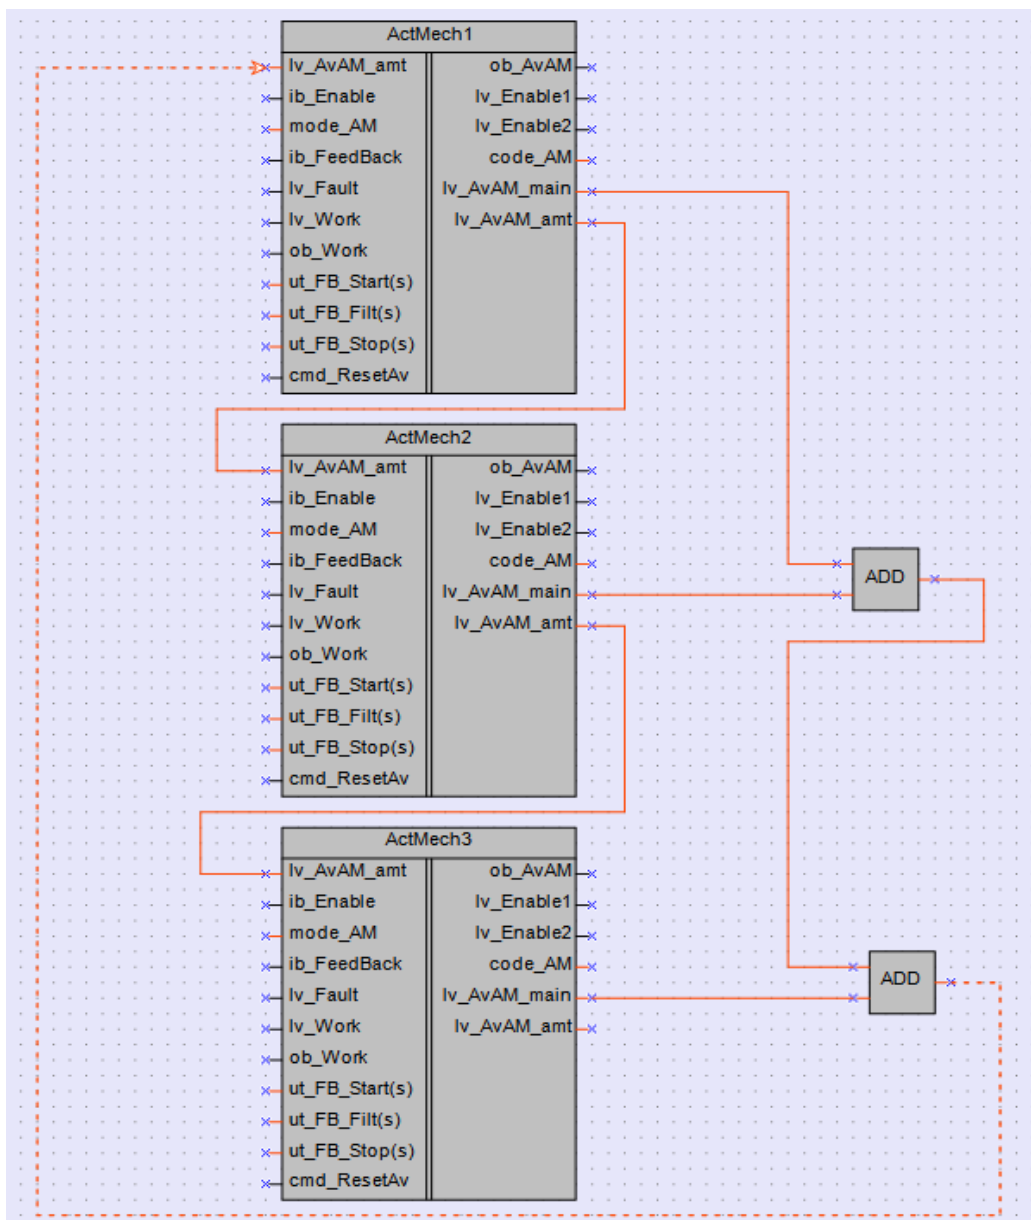 ActMech1
lv_AvAM_amt ob_AvAM
ib_Enable lv_Enable1
mode_AM lv_Enable2
ib_FeedBack code_AM
lv_Fault lv_AvAM_main
lv_Work lv_AvAM_amt
ob_Work
ut_FB_Start(s)
ut_FB_Filt(s)
ut_FB_Stop(s)
cmd_ResetAv
ActMech2
lv_AvAM_amt ob_AvAM
ib_Enable lv_Enable1
mode_AM lv_Enable2
ib_FeedBack code_AM
lv_Fault lv_AvAM_main
lv_Work lv_AvAM_amt
ob_Work
ut_FB_Start(s)
ut_FB_Filt(s)
ut_FB_Stop(s)
cmd_ResetAv
ADD
ActMech3
lv_AvAM_amt ob_AvAM
ib_Enable lv_Enable1
mode_AM lv_Enable2
ib_FeedBack code_AM
lv_Fault lv_AvAM_main
lv_Work lv_AvAM_amt
ob_Work
ut_FB_Start(s)
ut_FB_Filt(s)
ut_FB_Stop(s)
cmd_ResetAv
ADD